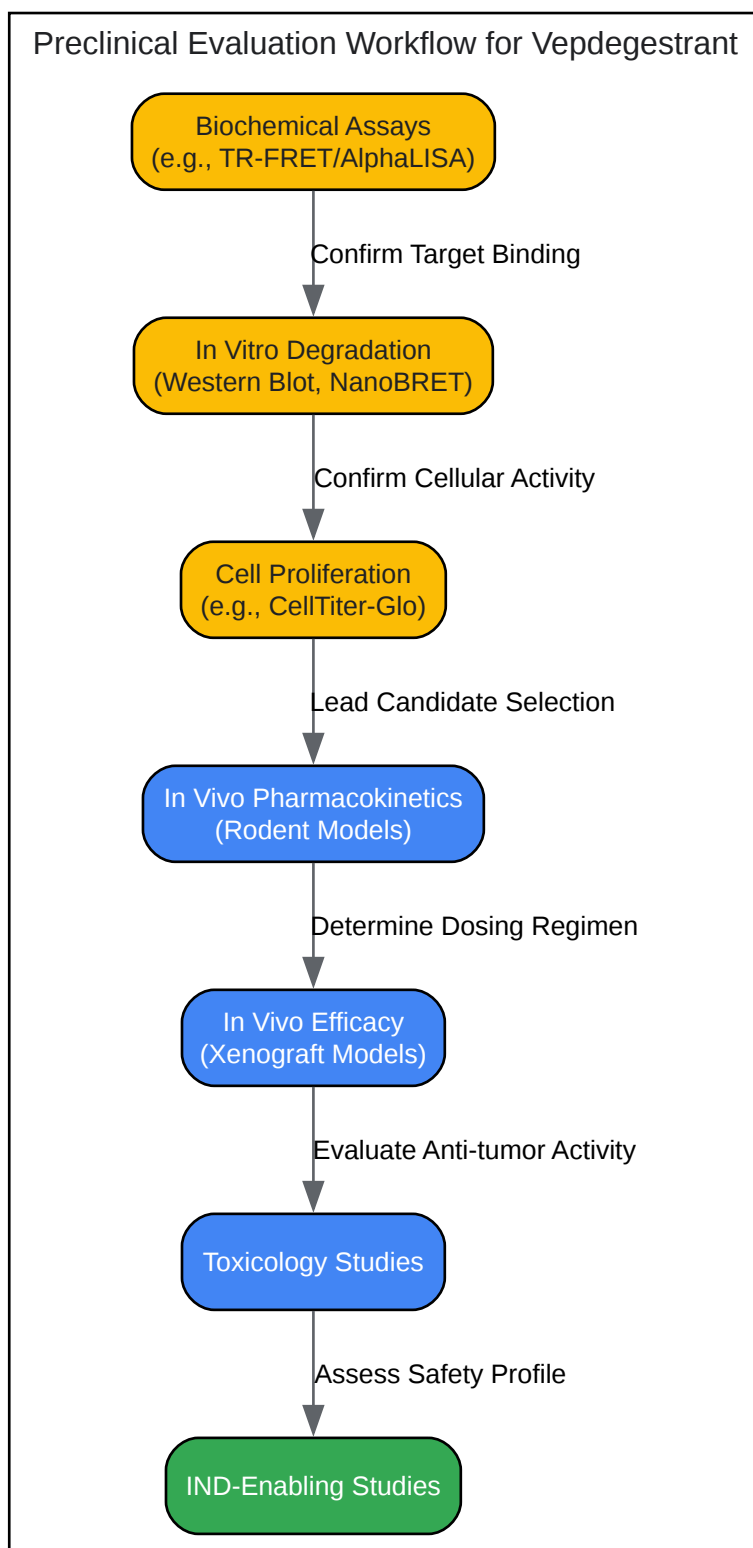 Preclinical Evaluation Workflow for Vepdegestrant
Biochemical Assays
(e.g., TR-FRET/AlphaLISA)
Confirm Target Binding
In Vitro Degradation
(Western Blot, NanoBRET)
Confirm Cellular Activity
Cell Proliferation
(e.g., CellTiter-Glo)
Lead Candidate Selection
In Vivo Pharmacokinetics
(Rodent Models)
Determine Dosing Regimen
In Vivo Efficacy
(Xenograft Models)
Evaluate Anti-tumor Activity
Toxicology Studies
Assess Safety Profile
IND-Enabling Studies